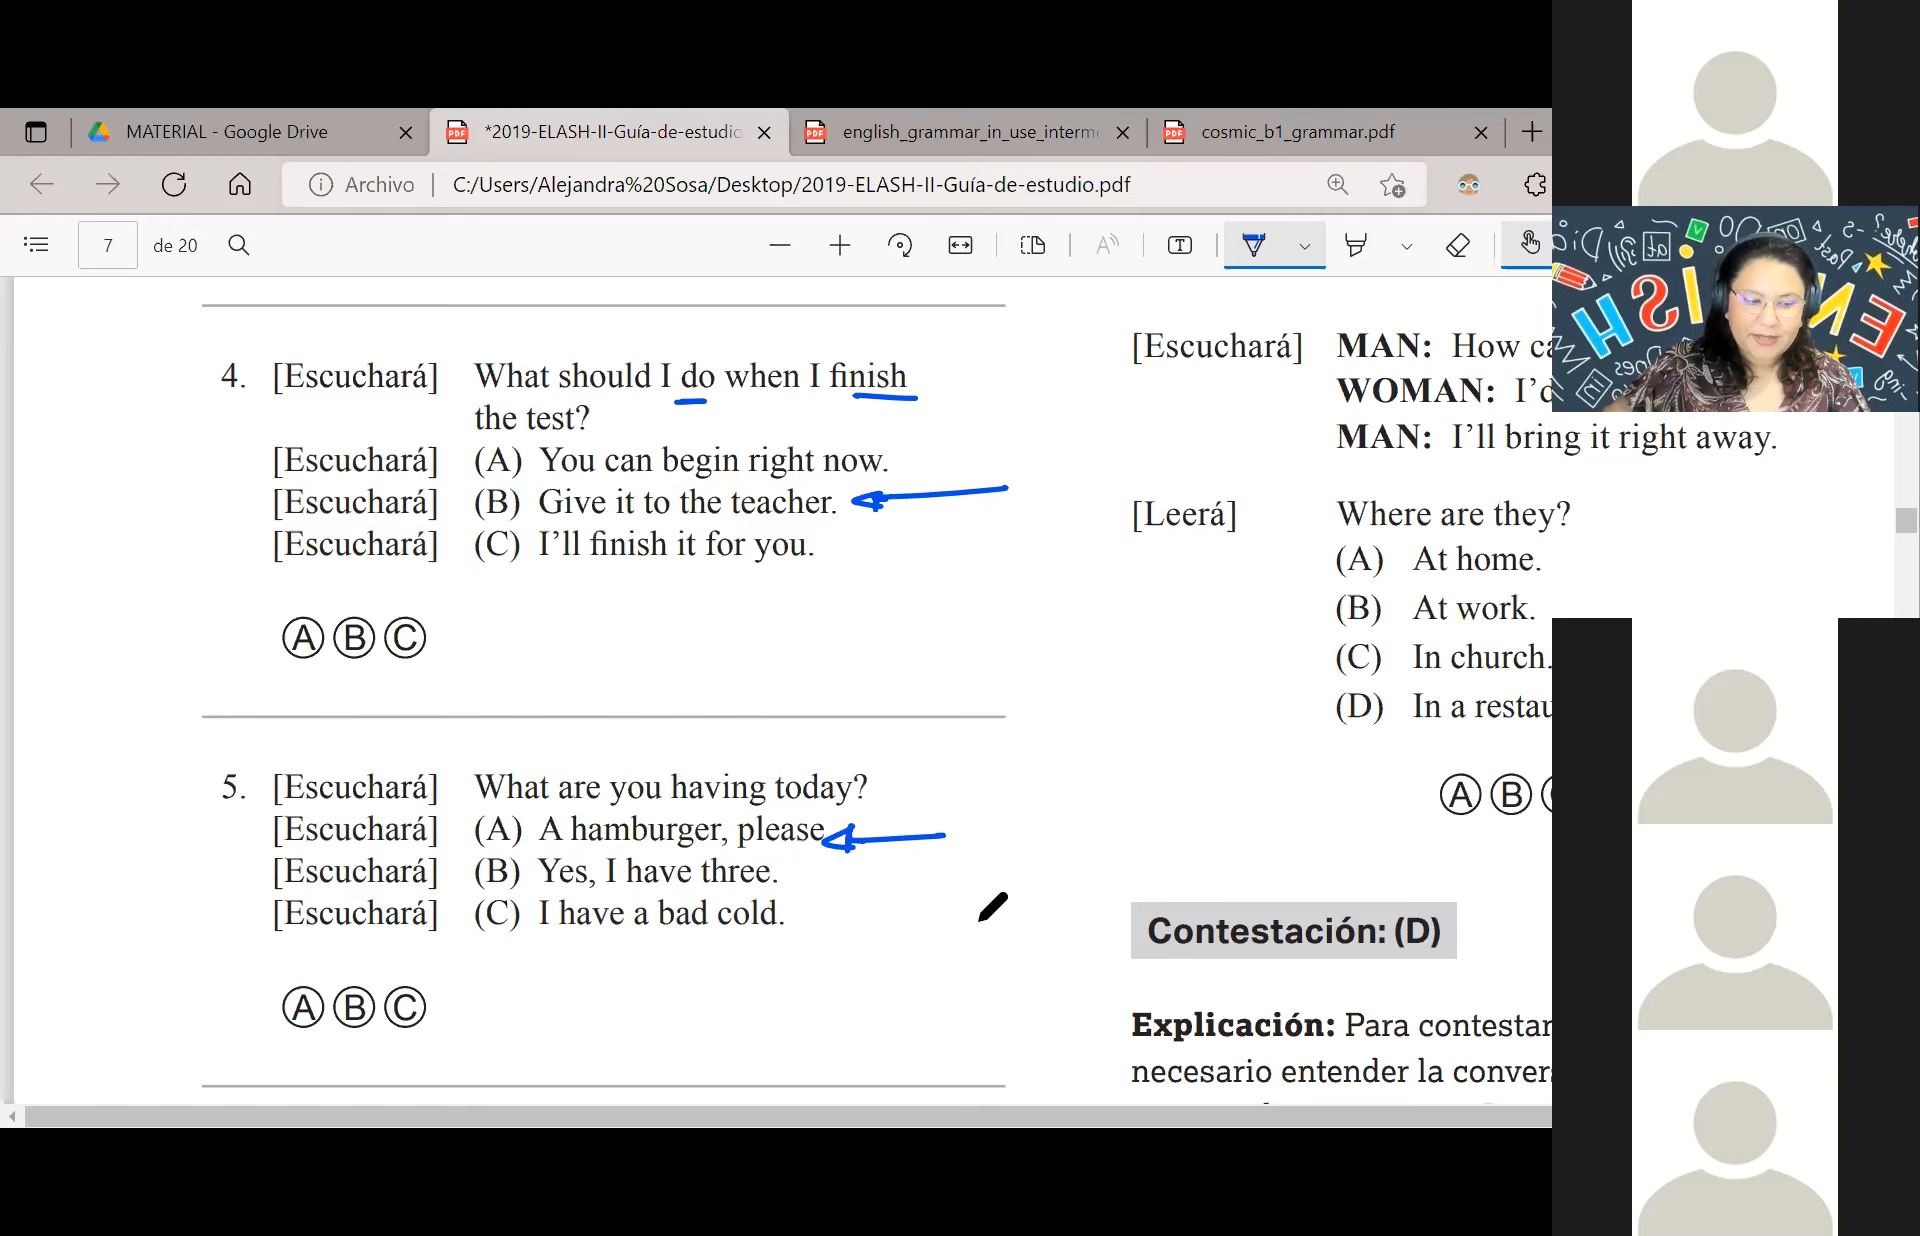 MATERIAL - Google Drive
*2019-ELASH-II-Guía-de-estudio
english_grammar_in_use_interme
cosmic_b1_grammar.pdf
Archivo
C:/Users/Alejandra%20Sosa/Desktop/2019-ELASH-II-Guía-de-estudio.pdf
7 de 20
4. [Escuchará] What should I do when I finish
the test?
[Escuchará] (A) You can begin right now.
[Escuchará] (B) Give it to the teacher.
[Escuchará] (C) I'll finish it for you.
A B C
5. [Escuchará] What are you having today?
[Escuchará] (A) A hamburger, please
[Escuchará] (B) Yes, I have three.
[Escuchará] (C) I have a bad cold.
A B C
[Escuchará] MAN: How ca
WOMAN: I'd
MAN: I'll bring it right away.
[Leerá] Where are they?
(A) At home.
(B) At work.
(C) In church.
(D) In a restau
A B
Contestación: (D)
Explicación: Para contestar
necesario entender la conver
ENGLISH